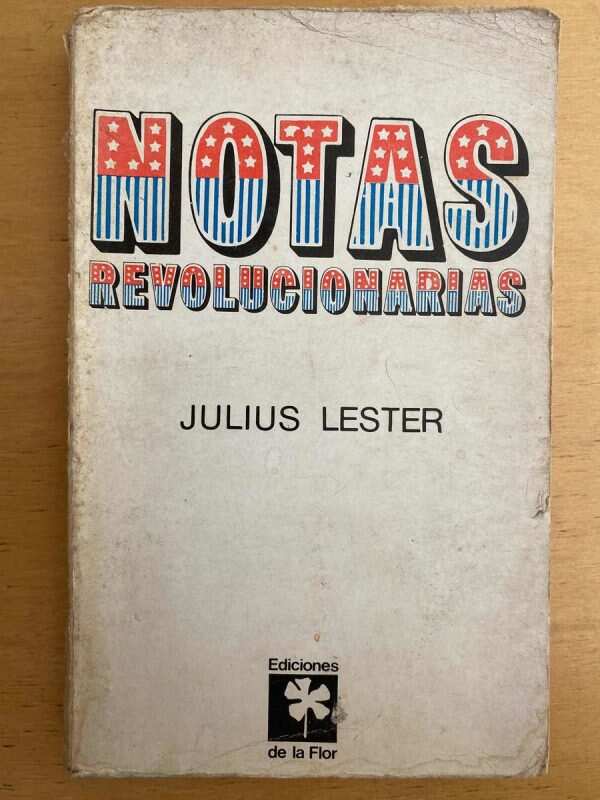 NOTAS
REVOLUCIONARIAS
JULIUS LESTER
Ediciones
de la Flor